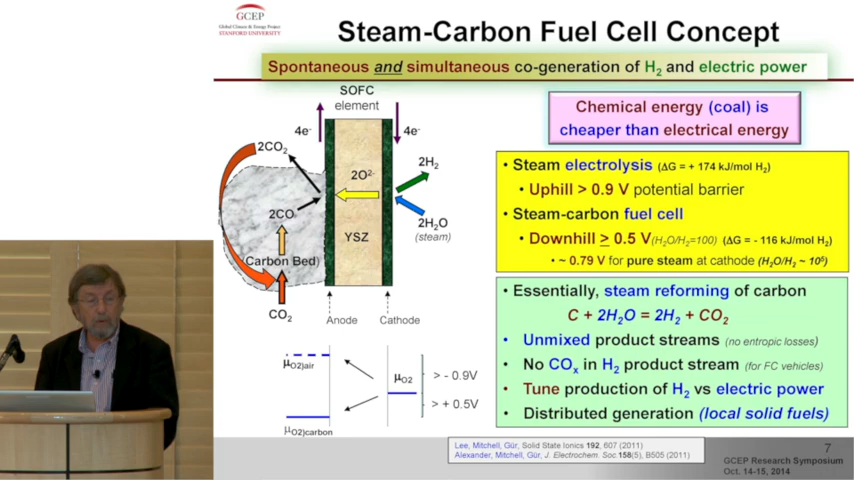 GCEP
Global Climate & Energy Project
STANFORD UNIVERSITY
Steam-Carbon Fuel Cell Concept
Spontaneous and simultaneous co-generation of H2 and electric power
SOFC
element
4e-
4e-
2CO2
2O2-
2H2
2CO
2H2O
(steam)
YSZ
(Carbon Bed)
CO2
Anode
Cathode
μO2)air
μO2
> - 0.9V
> + 0.5V
μO2)carbon
Chemical energy (coal) is
cheaper than electrical energy
• Steam electrolysis (ΔG = + 174 kJ/mol H2)
• Uphill > 0.9 V potential barrier
• Steam-carbon fuel cell
• Downhill ≥ 0.5 V(H2O/H2=100) (ΔG = - 116 kJ/mol H2)
• ~ 0.79 V for pure steam at cathode (H2O/H2 ~ 10⁶)
• Essentially, steam reforming of carbon
C + 2H2O = 2H2 + CO2
• Unmixed product streams (no entropic losses)
• No COx in H2 product stream (for FC vehicles)
• Tune production of H2 vs electric power
• Distributed generation (local solid fuels)
Lee, Mitchell, Gür, Solid State Ionics 192, 607 (2011)
Alexander, Mitchell, Gür, J. Electrochem. Soc.158(5), B505 (2011)
7
GCEP Research Symposium
Oct. 14-15, 2014